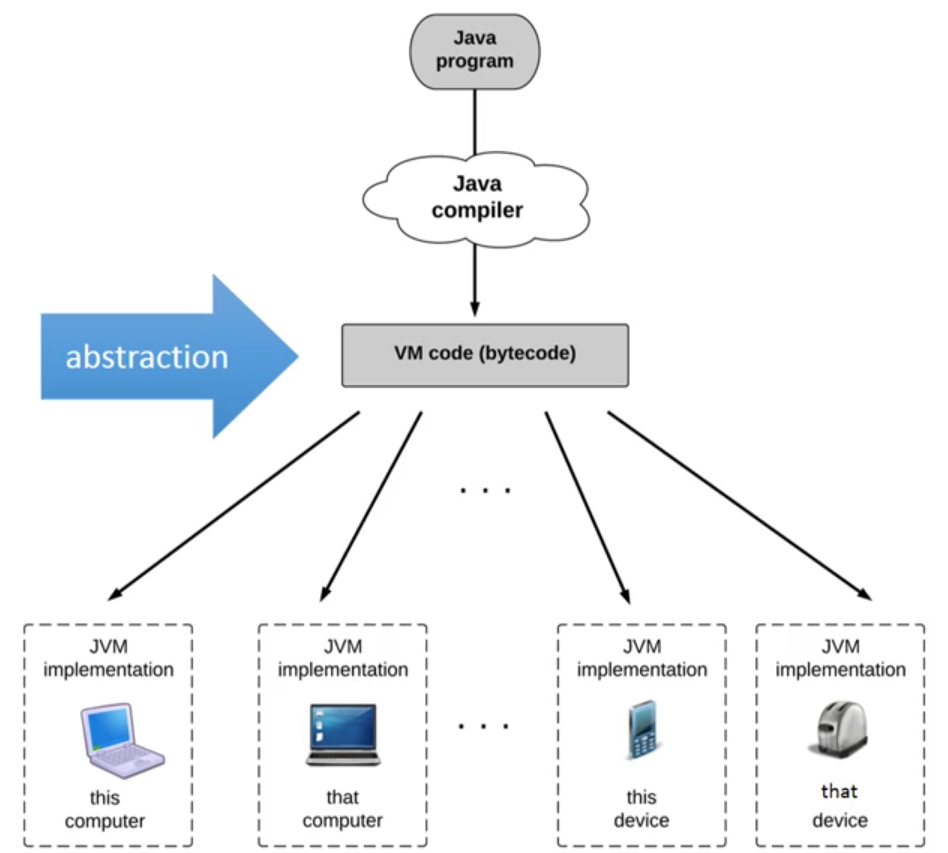 Java
program
Java
compiler
abstraction
VM code (bytecode)
. . .
JVM
implementation
this
computer
JVM
implementation
that
computer
. . .
JVM
implementation
this
device
JVM
implementation
that
device